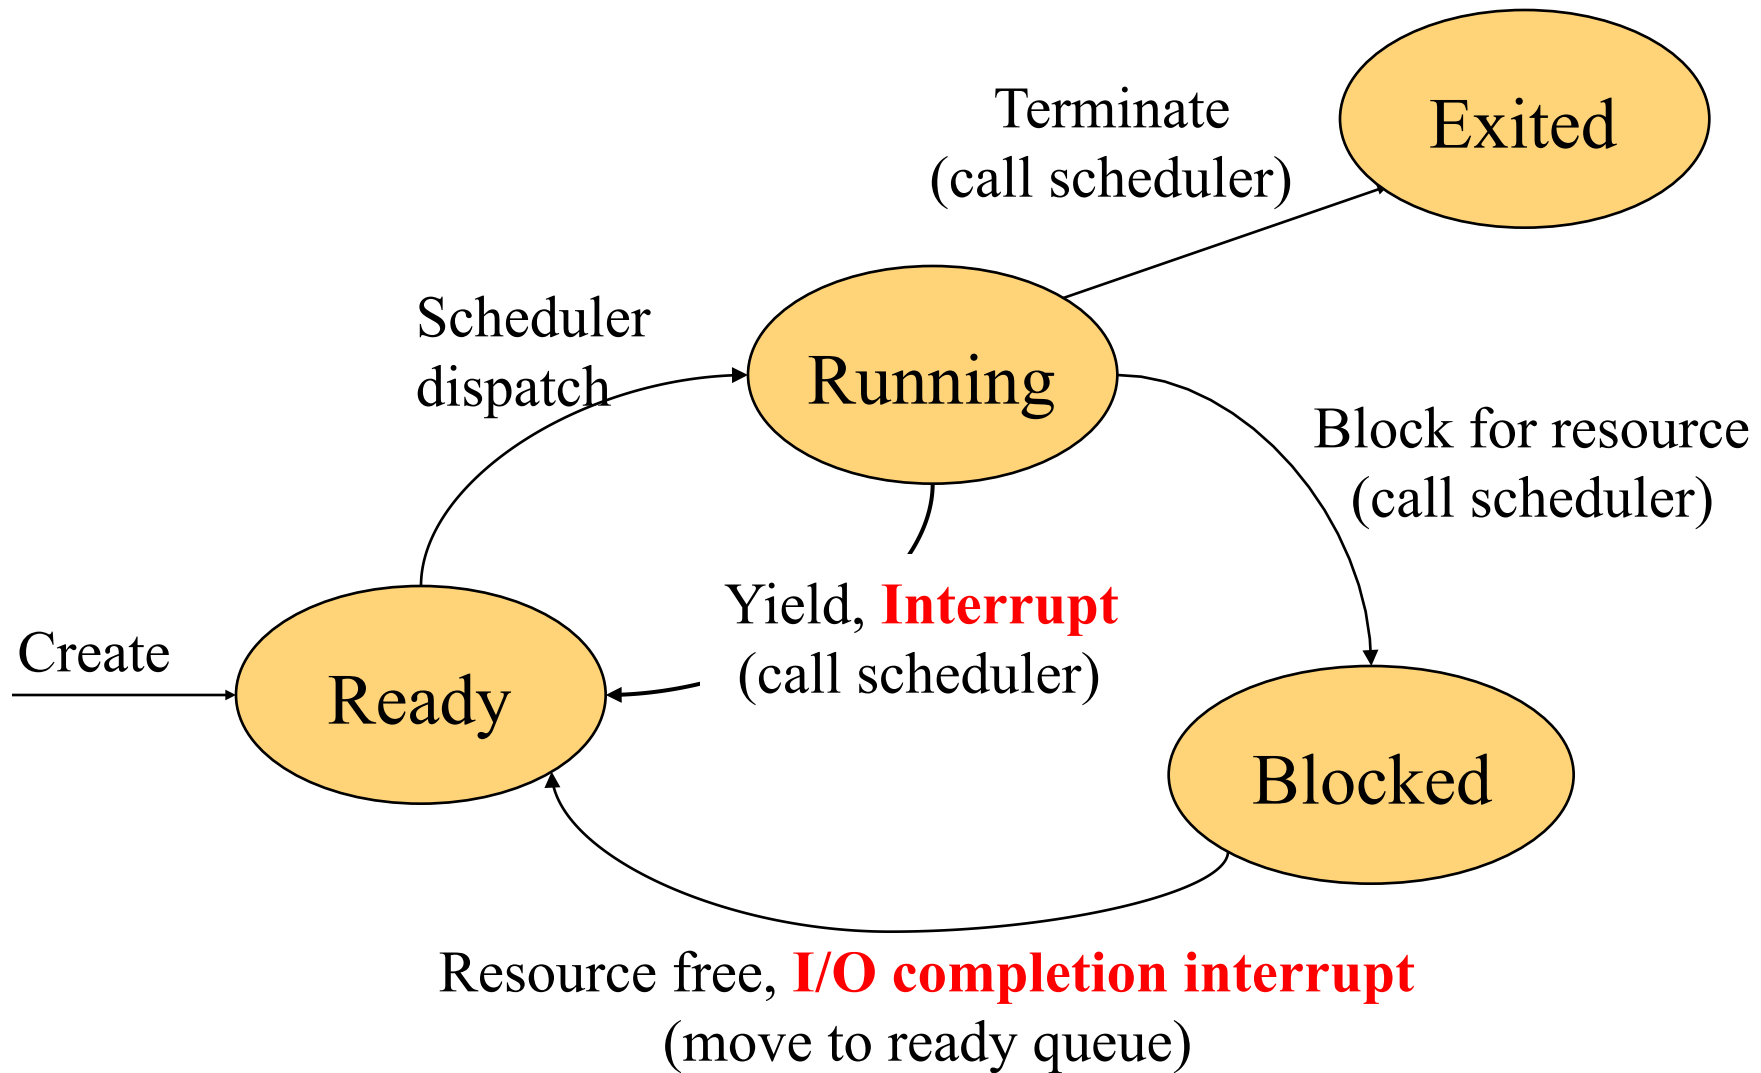 Terminate
(call scheduler)
Exited
Scheduler
dispatch
Running
Block for resource
(call scheduler)
Yield, Interrupt
(call scheduler)
Create
Ready
Blocked
Resource free, I/O completion interrupt
(move to ready queue)